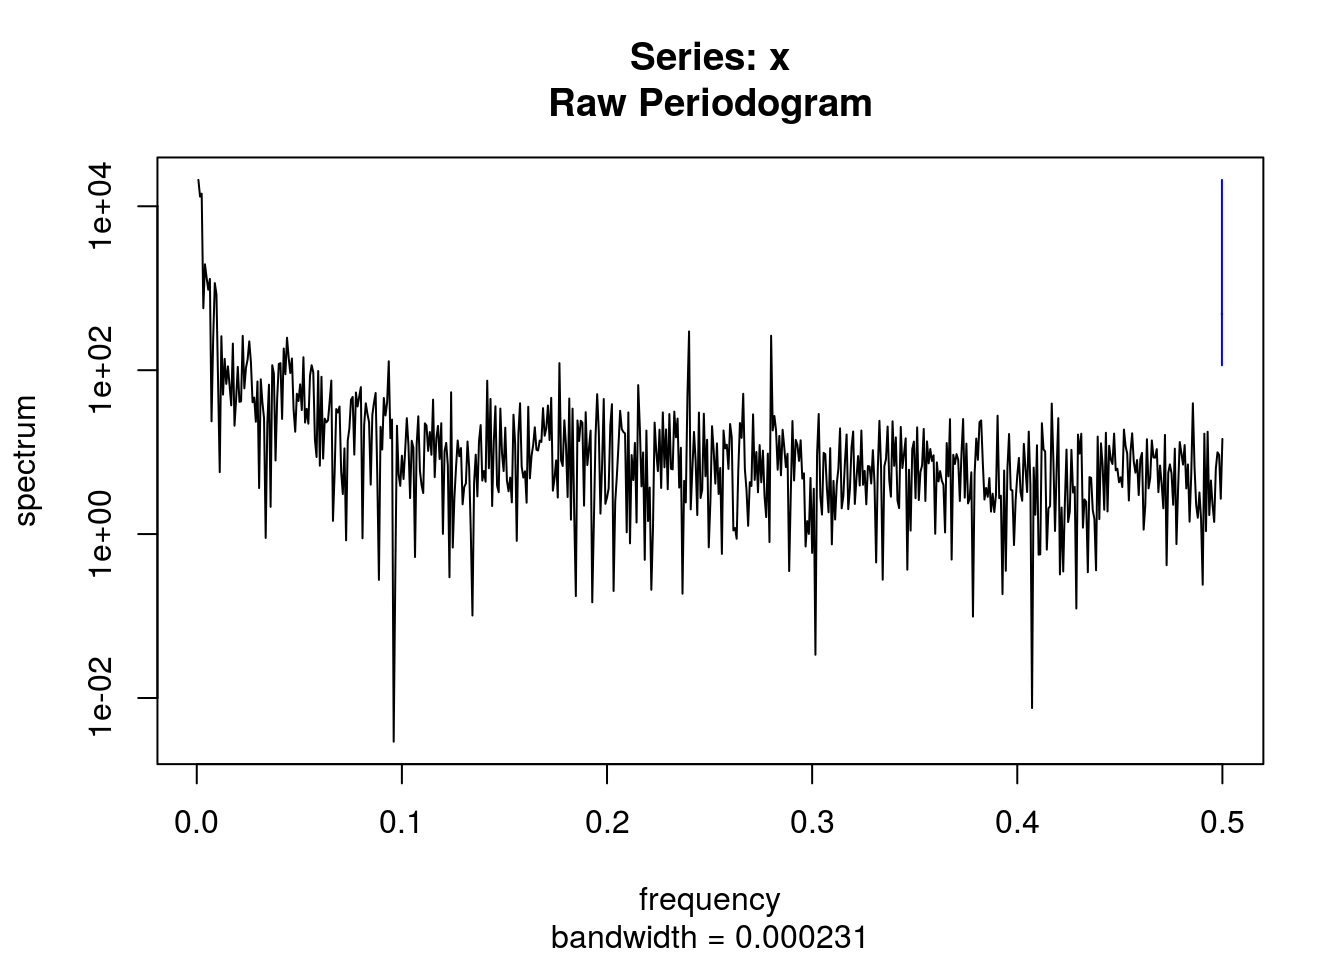 Series: x
Raw Periodogram
spectrum
1e+04
1e+02
1e+00
1e-02
0.0 0.1 0.2 0.3 0.4 0.5
frequency
bandwidth = 0.000231